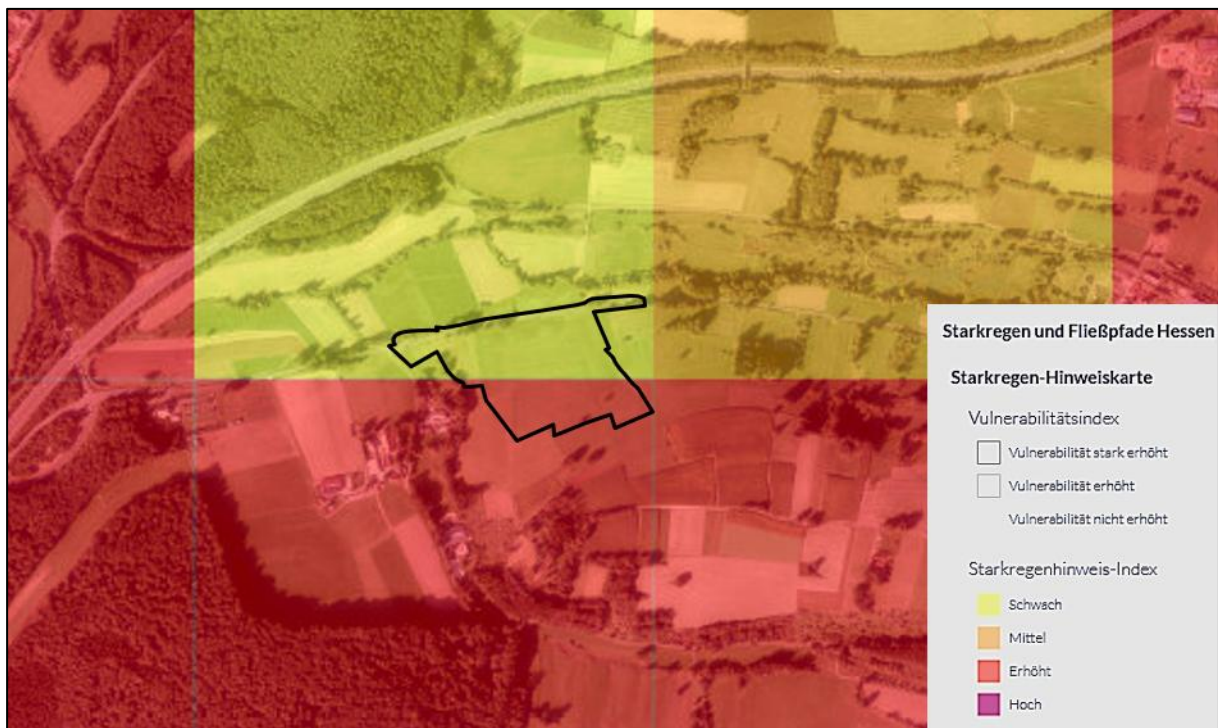 Starkregen und Fließpfade Hessen
Starkregen-Hinweiskarte
Vulnerabilitätsindex
Vulnerabilität stark erhöht
Vulnerabilität erhöht
Vulnerabilität nicht erhöht
Starkregenhinweis-Index
Schwach
Mittel
Erhöht
Hoch